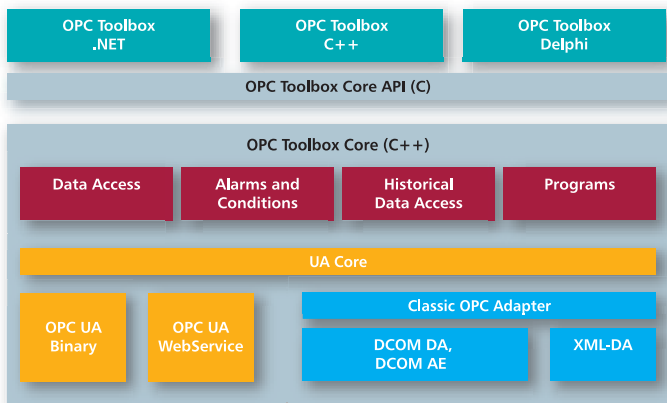 OPC Toolbox
.NET
OPC Toolbox
C++
OPC Toolbox
Delphi
OPC Toolbox Core API (C)
OPC Toolbox Core (C++)
Data Access
Alarms and
Conditions
Historical
Data Access
Programs
UA Core
OPC UA
Binary
OPC UA
WebService
Classic OPC Adapter
DCOM DA,
DCOM AE
XML-DA